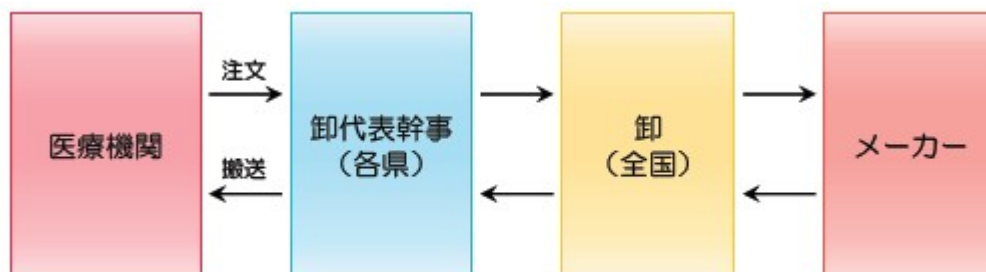 医療機関
注文
搬送
卸代表幹事
（各県）
卸
（全国）
メーカー